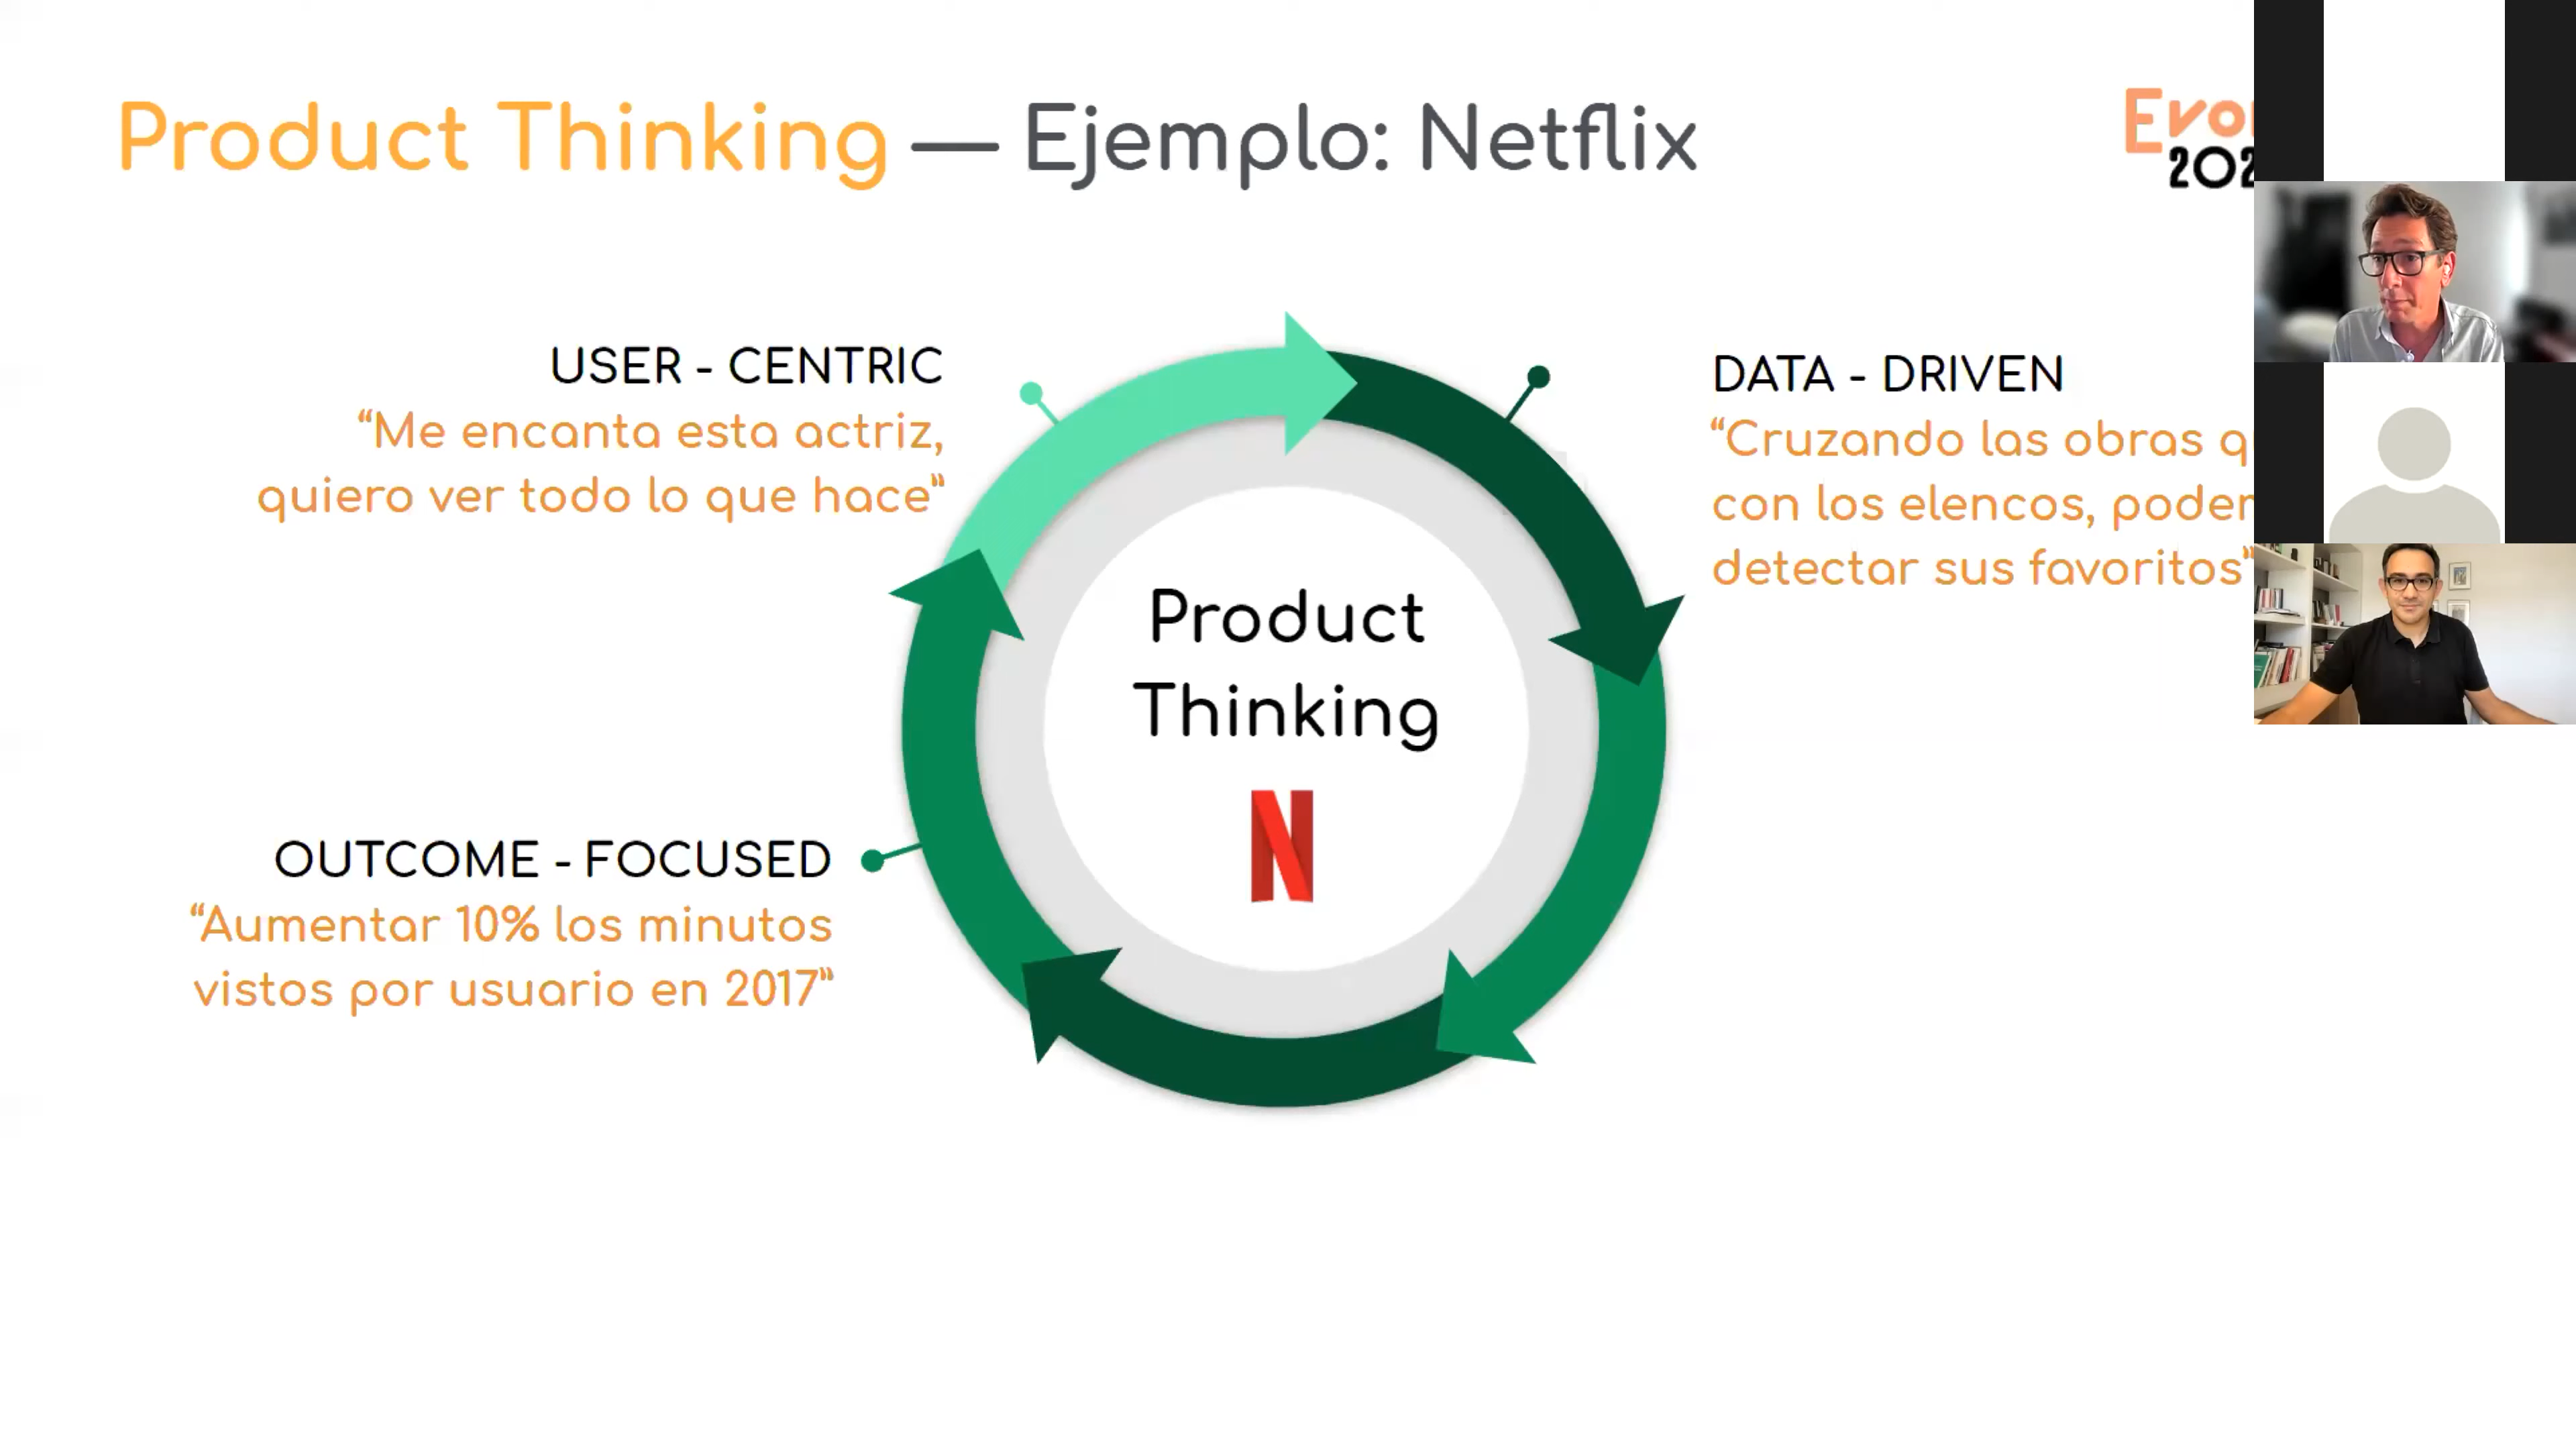 Product Thinking — Ejemplo: Netflix
USER - CENTRIC
“Me encanta esta actriz,
quiero ver todo lo que hace”
DATA - DRIVEN
“Cruzando las obras
con los elencos,
detectar sus favoritos”
Product
Thinking
N
OUTCOME - FOCUSED
“Aumentar 10% los minutos
vistos por usuario en 2017”